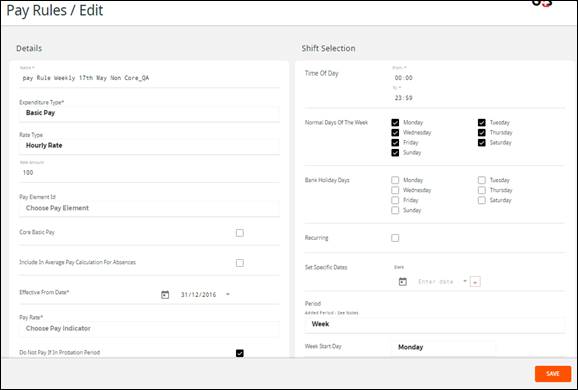 Pay Rules / Edit
Details
Name *
pay Rule Weekly 17th May Non Core_QA
Expenditure Type*
Basic Pay
Rate Type
Hourly Rate
Rate Amount
100
Pay Element Id
Choose Pay Element
Core Basic Pay
Include In Average Pay Calculation For Absences
Effective From Date*
31/12/2016
Pay Rate*
Choose Pay Indicator
Do Not Pay If In Probation Period
Shift Selection
Time Of Day
From *
00:00
To *
23:59
Normal Days Of The Week
Monday
Tuesday
Wednesday
Thursday
Friday
Saturday
Sunday
Bank Holiday Days
Monday
Tuesday
Wednesday
Thursday
Friday
Saturday
Sunday
Recurring
Set Specific Dates
Date
Enter date
Period
Added Period - See Notes
Week
Week Start Day
Monday
SAVE